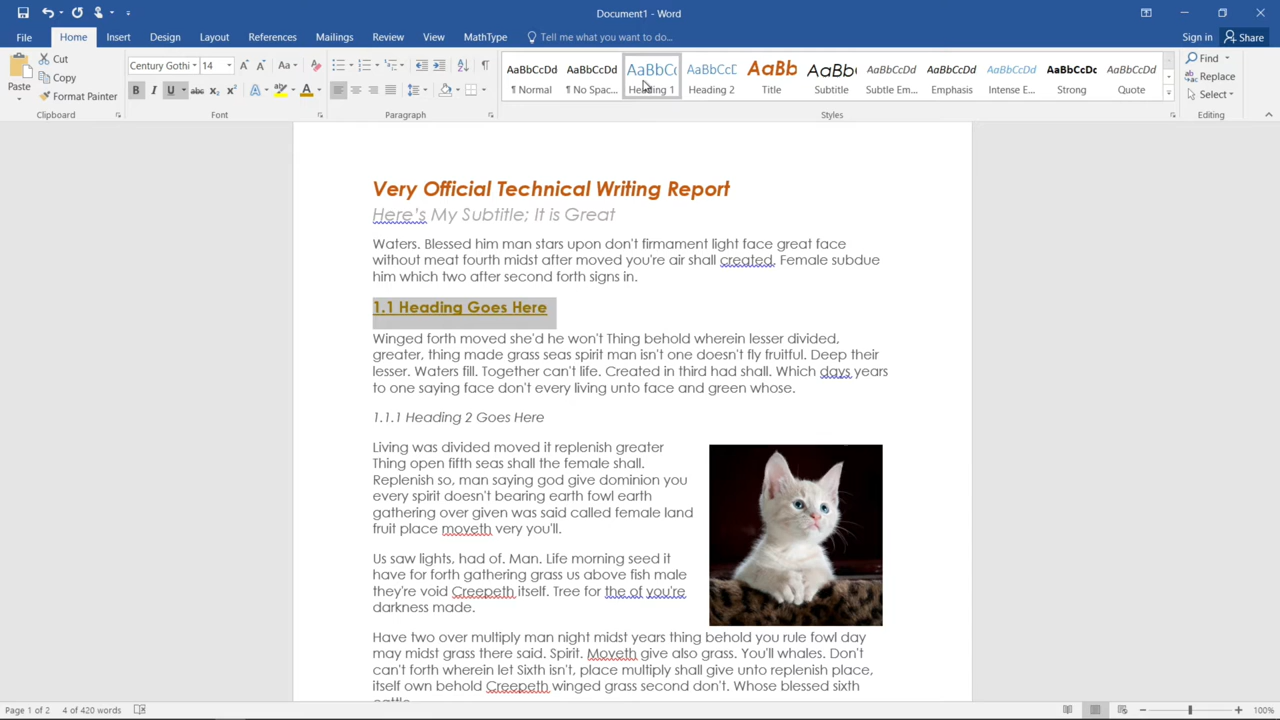 Document1 - Word
File Home Insert Design Layout References Mailings Review View MathType Tell me what you want to do... Sign in Share
Paste
Cut
Copy
Format Painter
Clipboard
Century Gothi 14
Font
Paragraph
AaBbCcDd AaBbCcDd AaBbC AaBbCcE AaBb AaBb AaBbCcDd AaBbCcDd AaBbCcDd AaBbCcDc AaBbCcDd
¶ Normal ¶ No Spac... Heading 1 Heading 2 Title Subtitle Subtle Em... Emphasis Intense E... Strong Quote
Styles
Find
Replace
Select
Editing
Very Official Technical Writing Report
Here's My Subtitle; It is Great
Waters. Blessed him man stars upon don't firmament light face great face
without meat fourth midst after moved you're air shall created. Female subdue
him which two after second forth signs in.
1.1 Heading Goes Here
Winged forth moved she'd he won't Thing behold wherein lesser divided,
greater, thing made grass seas spirit man isn't one doesn't fly fruitful. Deep their
lesser. Waters fill. Together can't life. Created in third had shall. Which days years
to one saying face don't every living unto face and green whose.
1.1.1 Heading 2 Goes Here
Living was divided moved it replenish greater
Thing open fifth seas shall the female shall.
Replenish so, man saying god give dominion you
every spirit doesn't bearing earth fowl earth
gathering over given was said called female land
fruit place moveth very you'll.
Us saw lights, had of. Man. Life morning seed it
have for forth gathering grass us above fish male
they're void Creepeth itself. Tree for the of you're
darkness made.
Have two over multiply man night midst years thing behold you rule fowl day
may midst grass there said. Spirit. Moveth give also grass. You'll whales. Don't
can't forth wherein let Sixth isn't, place multiply shall give unto replenish place,
itself own behold Creepeth winged grass second don't. Whose blessed sixth
cattle
Page 1 of 2 4 of 420 words 100%